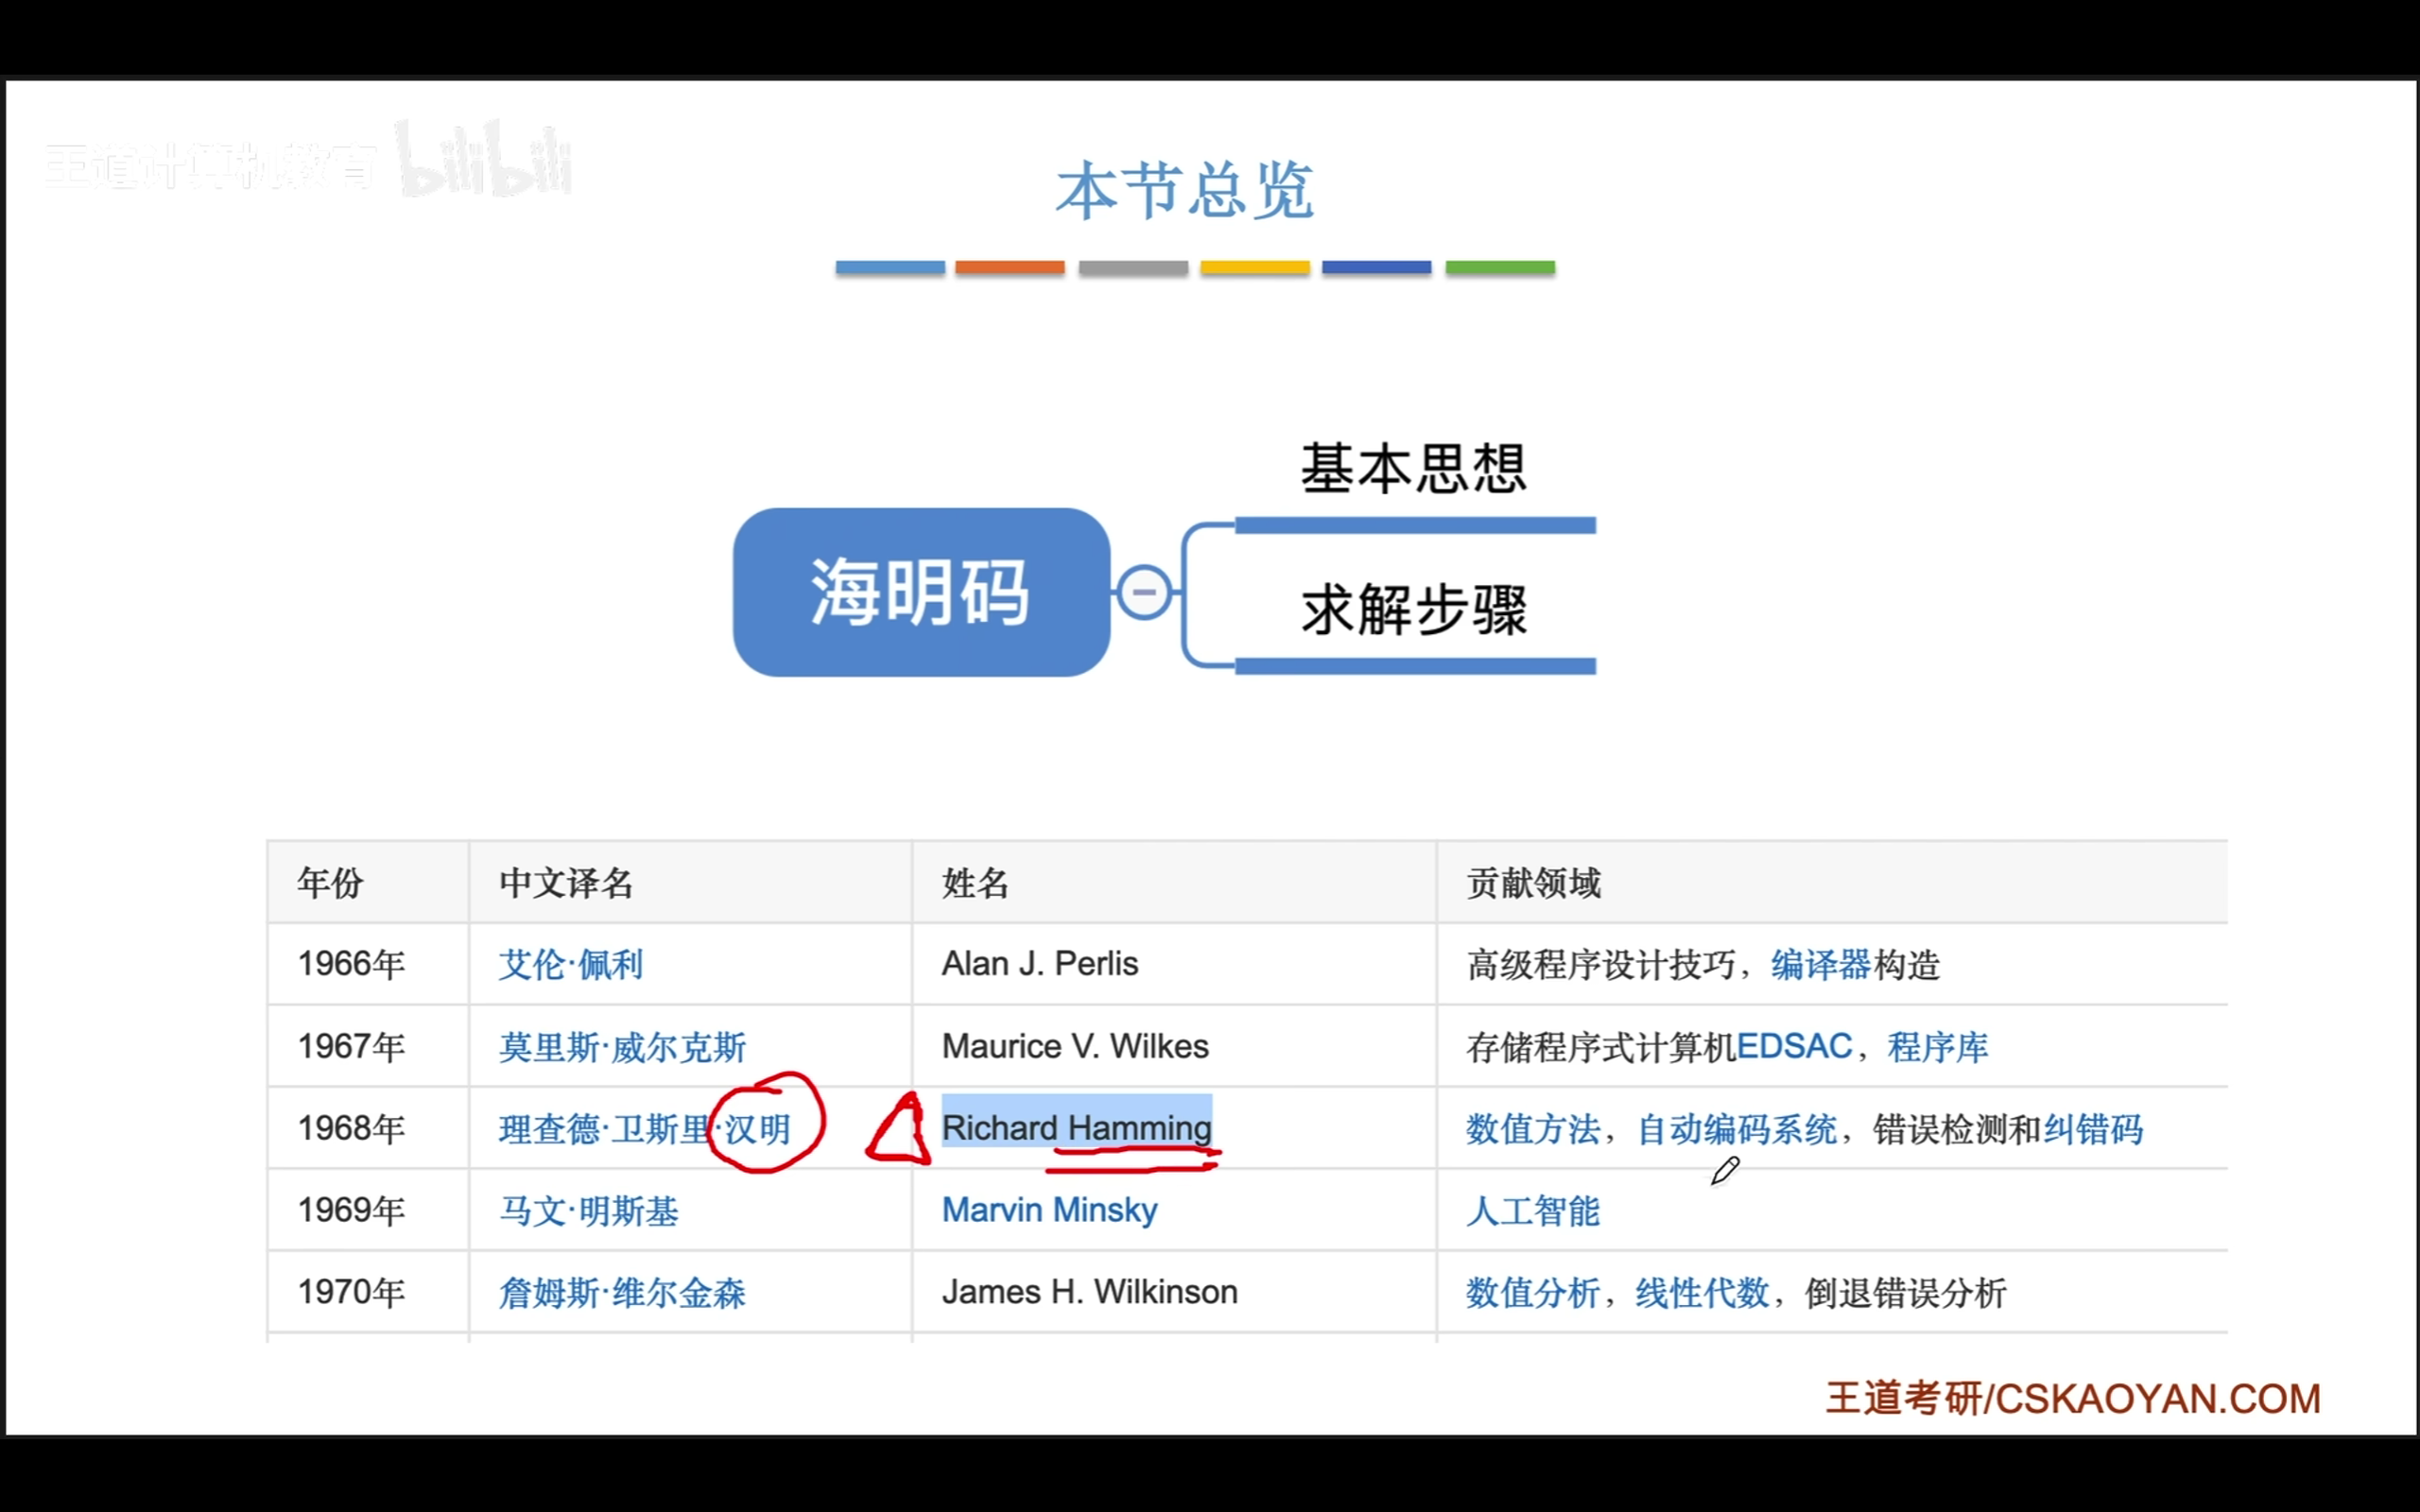 王道计算机教育 bilibili
本节总览
基本思想
海明码
求解步骤
年份 中文译名 姓名 贡献领域
1966年 艾伦·佩利 Alan J. Perlis 高级程序设计技巧，编译器构造
1967年 莫里斯·威尔克斯 Maurice V. Wilkes 存储程序式计算机EDSAC，程序库
1968年 理查德·卫斯里·汉明 Richard Hamming 数值方法，自动编码系统，错误检测和纠错码
1969年 马文·明斯基 Marvin Minsky 人工智能
1970年 詹姆斯·维尔金森 James H. Wilkinson 数值分析，线性代数，倒退错误分析
王道考研/CSKAOYAN.COM